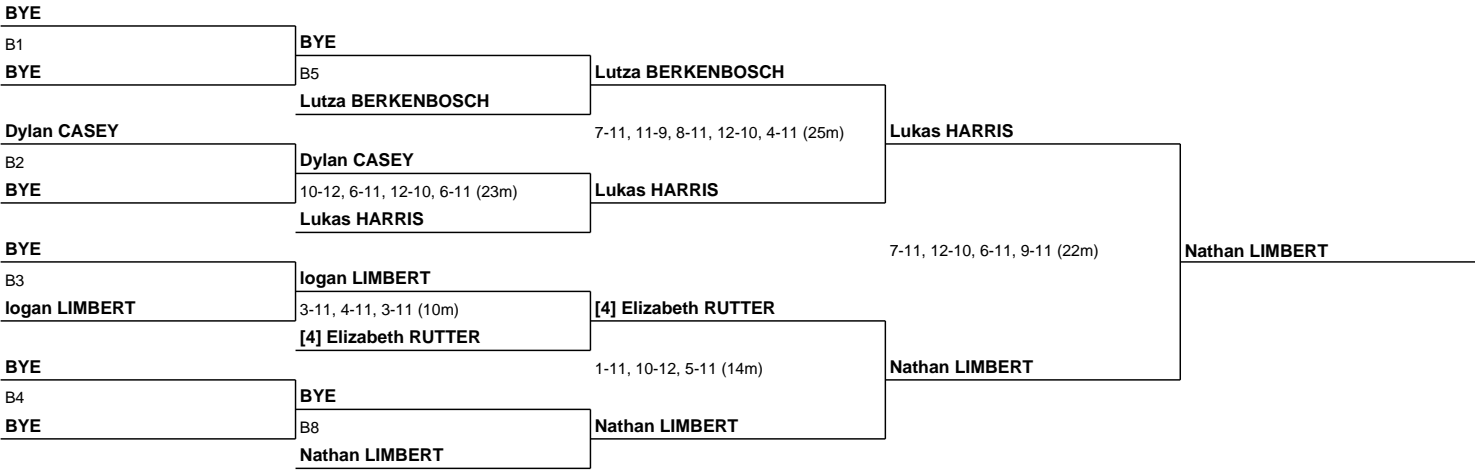 BYE
B1
BYE
BYE
B5
Lutza BERKENBOSCH
Lutza BERKENBOSCH
Dylan CASEY
7-11, 11-9, 8-11, 12-10, 4-11 (25m)
Lukas HARRIS
B2
Dylan CASEY
BYE
10-12, 6-11, 12-10, 6-11 (23m)
Lukas HARRIS
Lukas HARRIS
BYE
7-11, 12-10, 6-11, 9-11 (22m)
Nathan LIMBERT
B3
logan LIMBERT
logan LIMBERT
3-11, 4-11, 3-11 (10m)
[4] Elizabeth RUTTER
[4] Elizabeth RUTTER
BYE
1-11, 10-12, 5-11 (14m)
Nathan LIMBERT
B4
BYE
BYE
B8
Nathan LIMBERT
Nathan LIMBERT